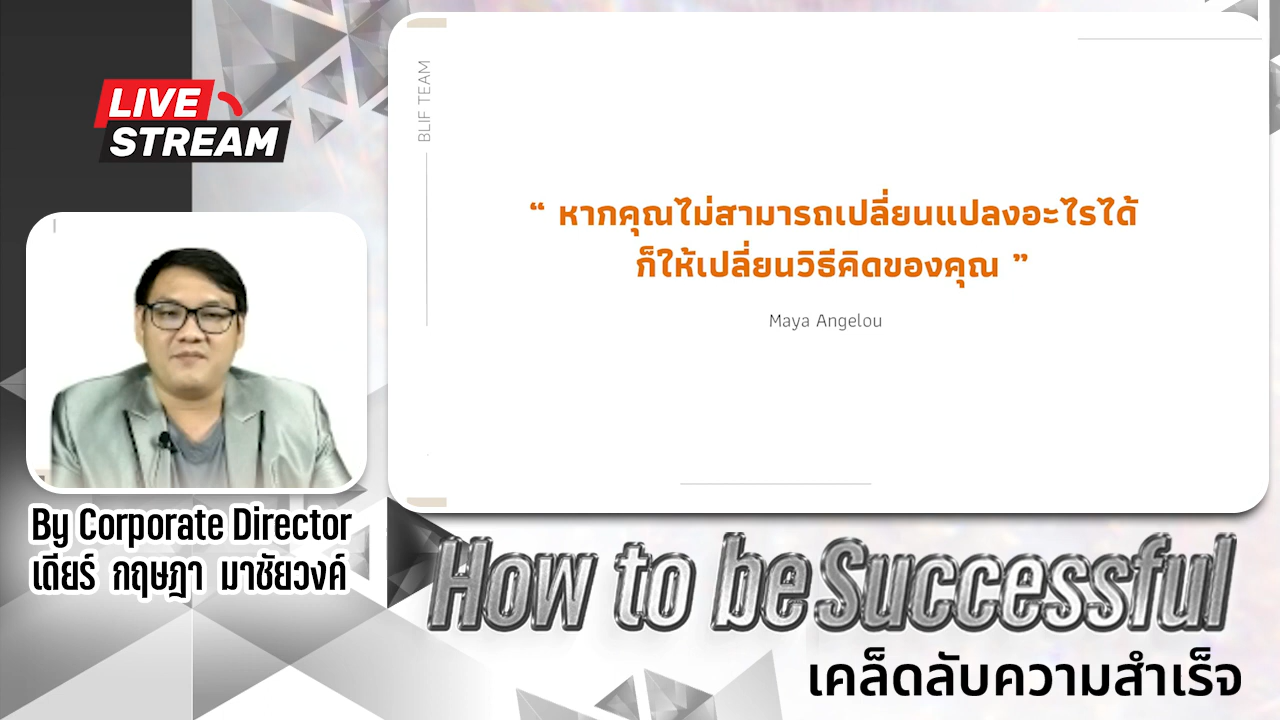 LIVE
STREAM
BLIF TEAM
“ หากคุณไม่สามารถเปลี่ยนแปลงอะไรได้
ก็ให้เปลี่ยนวิธีคิดของคุณ ”
Maya Angelou
By Corporate Director
เดียร์ กฤษฎา มาชัยวงค์
How to be Successful
เคล็ดลับความสำเร็จ